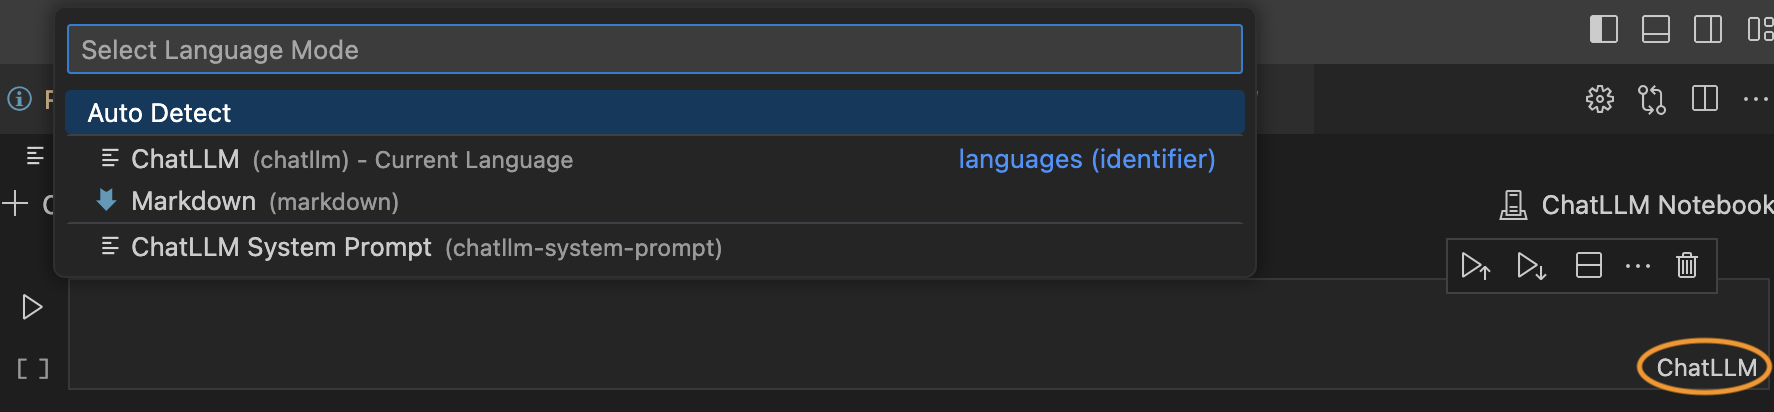 Select Language Mode
Auto Detect
ChatLLM (chatllm) - Current Language languages (identifier)
Markdown (markdown)
ChatLLM Notebook
ChatLLM System Prompt (chatllm-system-prompt)
[ ]
ChatLLM